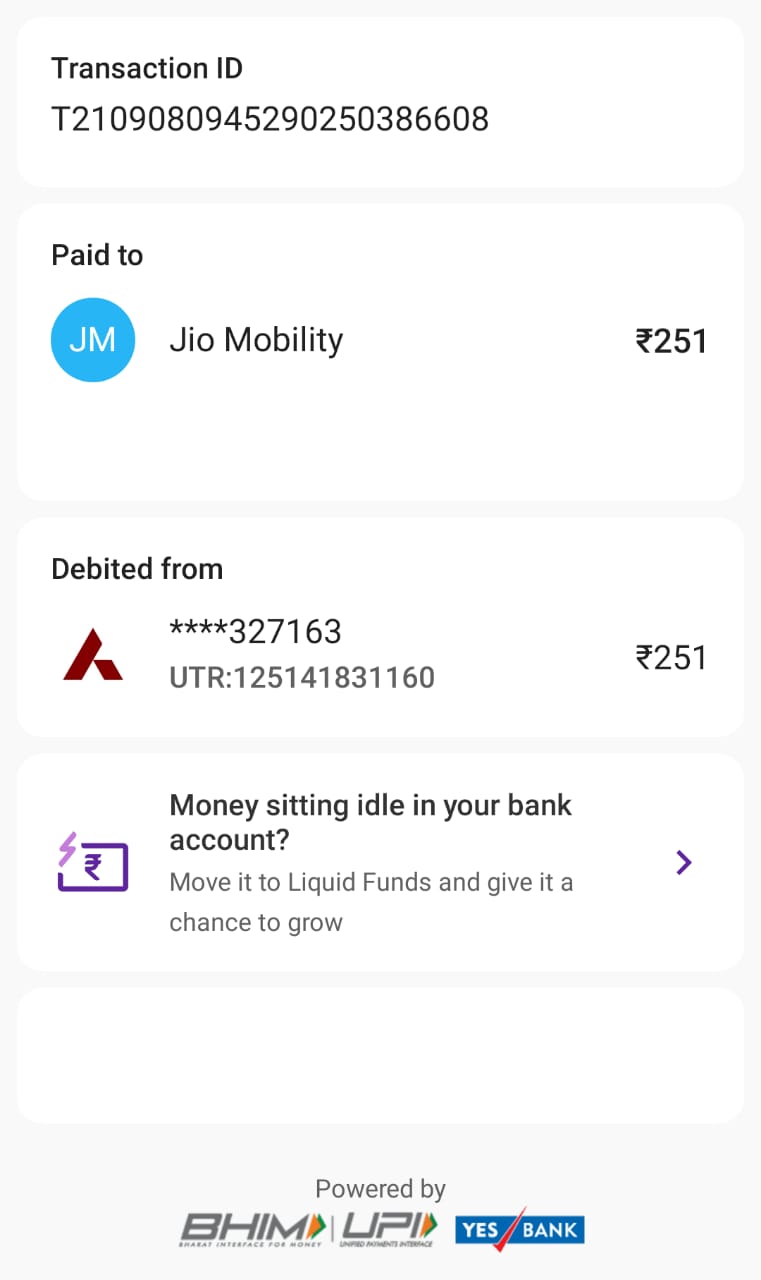 Transaction ID
T2109080945290250386608
Paid to
JM
Jio Mobility
₹251
Debited from
****327163
UTR:125141831160
₹251
Money sitting idle in your bank
account?
₹
Move it to Liquid Funds and give it a
chance to grow
Powered by
BHIM UPI YES BANK
BHARAT INTERFACE FOR MONEY UNIFIED PAYMENTS INTERFACE